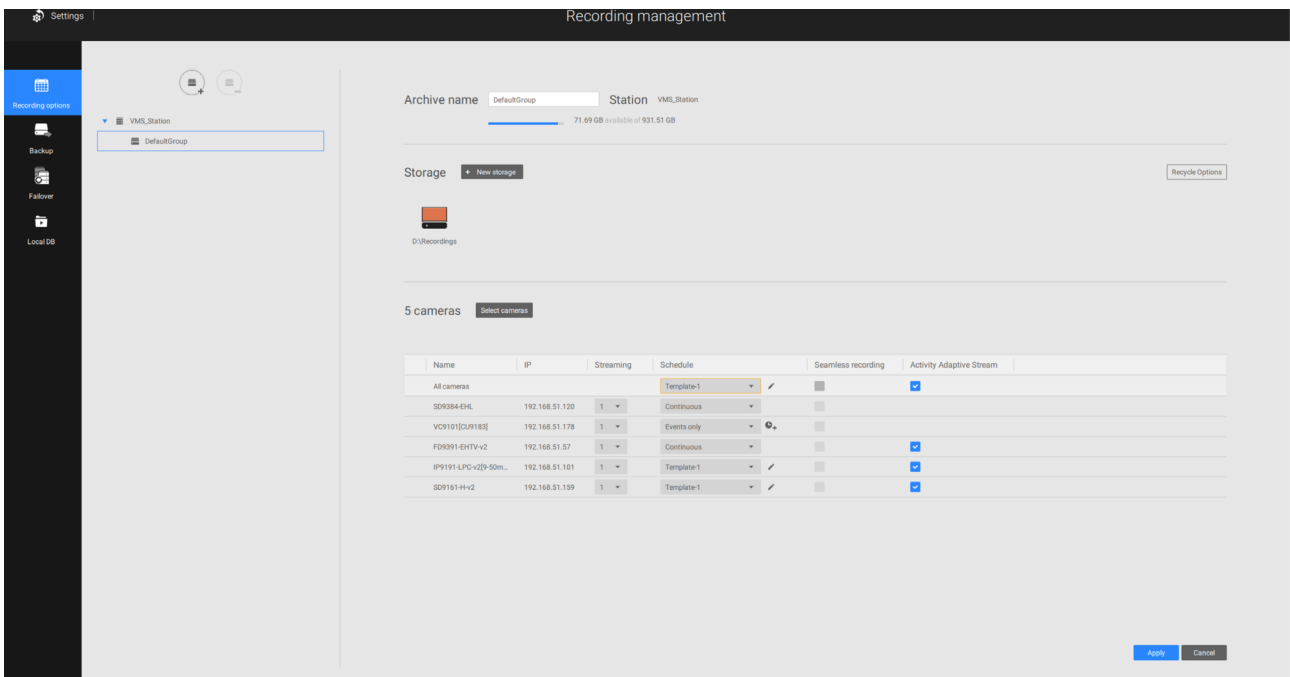 Settings
Recording management
Recording options
Backup
Failover
Local DB
VMS_Station
DefaultGroup
Archive name DefaultGroup Station VMS_Station
71.69 GB available of 931.51 GB
Storage + New storage Recycle Options
D:\Recordings
5 cameras Select cameras
Name IP Streaming Schedule Seamless recording Activity Adaptive Stream
All cameras Template-1
SD9384-EHL 192.168.51.120 1 Continuous
VC9101[CU9183] 192.168.51.178 1 Events only
FD9391-EHTV-v2 192.168.51.57 1 Continuous
IP9191-LPC-v2[9-50m... 192.168.51.101 1 Template-1
SD9161-H-v2 192.168.51.159 1 Template-1
Apply Cancel